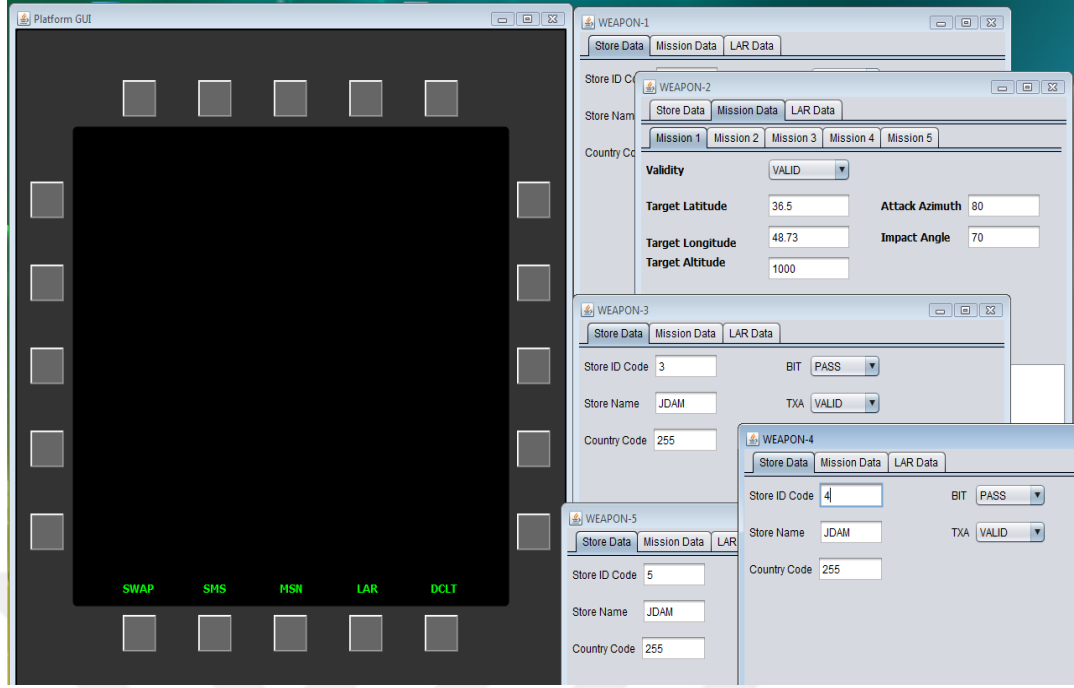 Platform GUI
SWAP SMS MSN LAR DCLT
WEAPON-1
Store Data Mission Data LAR Data
Store ID
Store Nam
Country Co
WEAPON-2
Store Data Mission Data LAR Data
Mission 1 Mission 2 Mission 3 Mission 4 Mission 5
Validity VALID
Target Latitude 36.5 Attack Azimuth 80
Target Longitude 48.73 Impact Angle 70
Target Altitude 1000
WEAPON-3
Store Data Mission Data LAR Data
Store ID Code 3 BIT PASS
Store Name JDAM TXA VALID
Country Code 255
WEAPON-4
Store Data Mission Data LAR Data
Store ID Code 4 BIT PASS
Store Name JDAM TXA VALID
Country Code 255
WEAPON-5
Store Data Mission Data LAR
Store ID Code 5
Store Name JDAM
Country Code 255